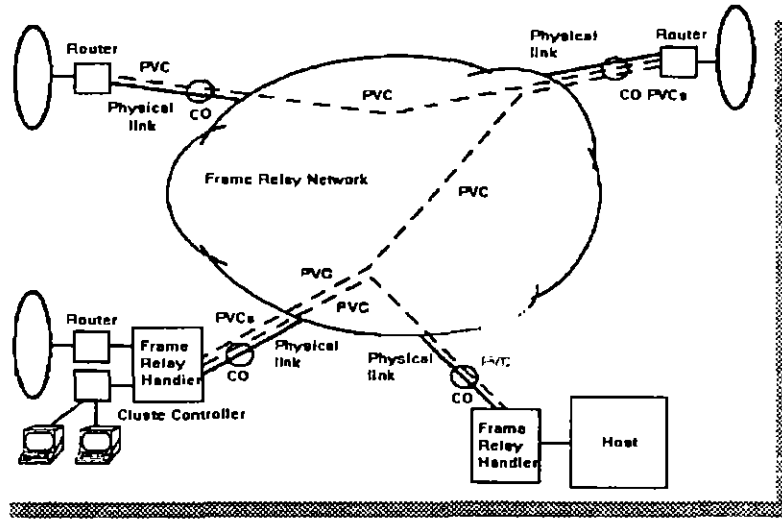 Router
PVC
Physical
link
CO
PVC
Physical
link
Router
CO PVCs
Frame Relay Network
PVC
PVC
PVC
PVCs
Physical
link
CO
Router
Frame
Relay
Handler
Cluste Controller
Physical
link
PVC
CO
Frame
Relay
Handler
Host